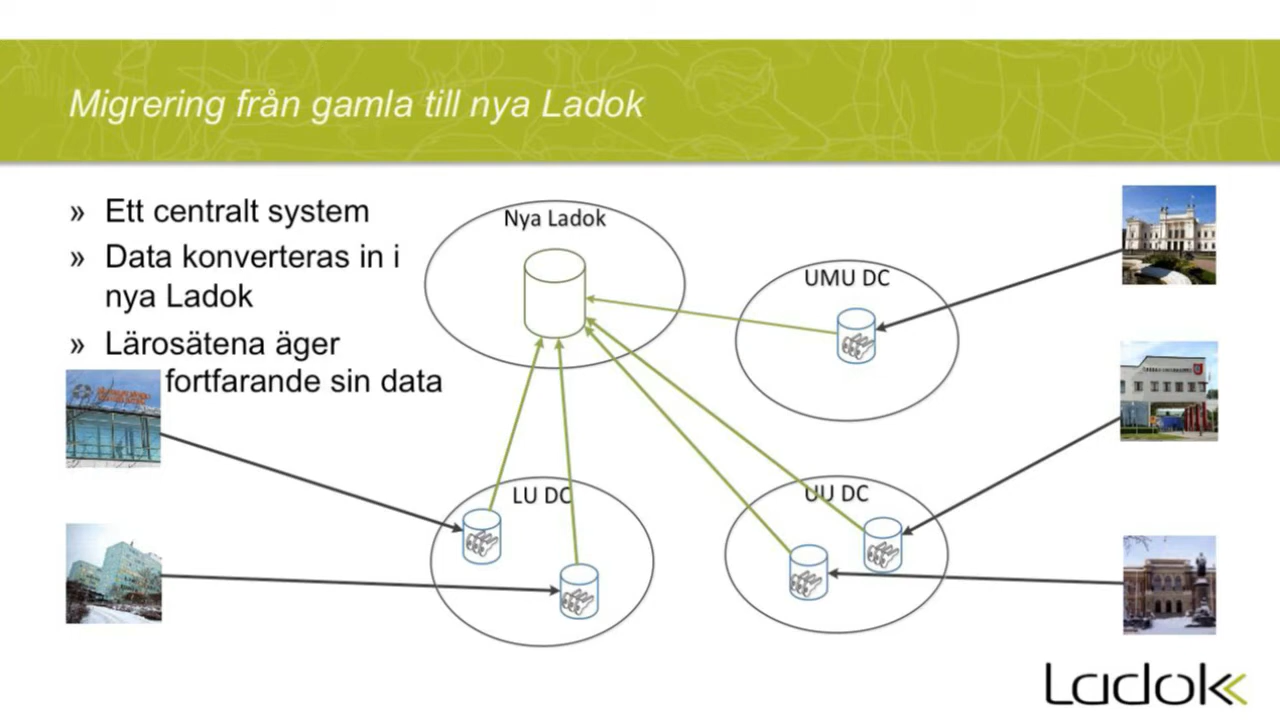 Migrering från gamla till nya Ladok
» Ett centralt system
» Data konverteras in i
nya Ladok
» Lärosätena äger
fortfarande sin data
Nya Ladok
UMU DC
LU DC
UU DC
Ladok